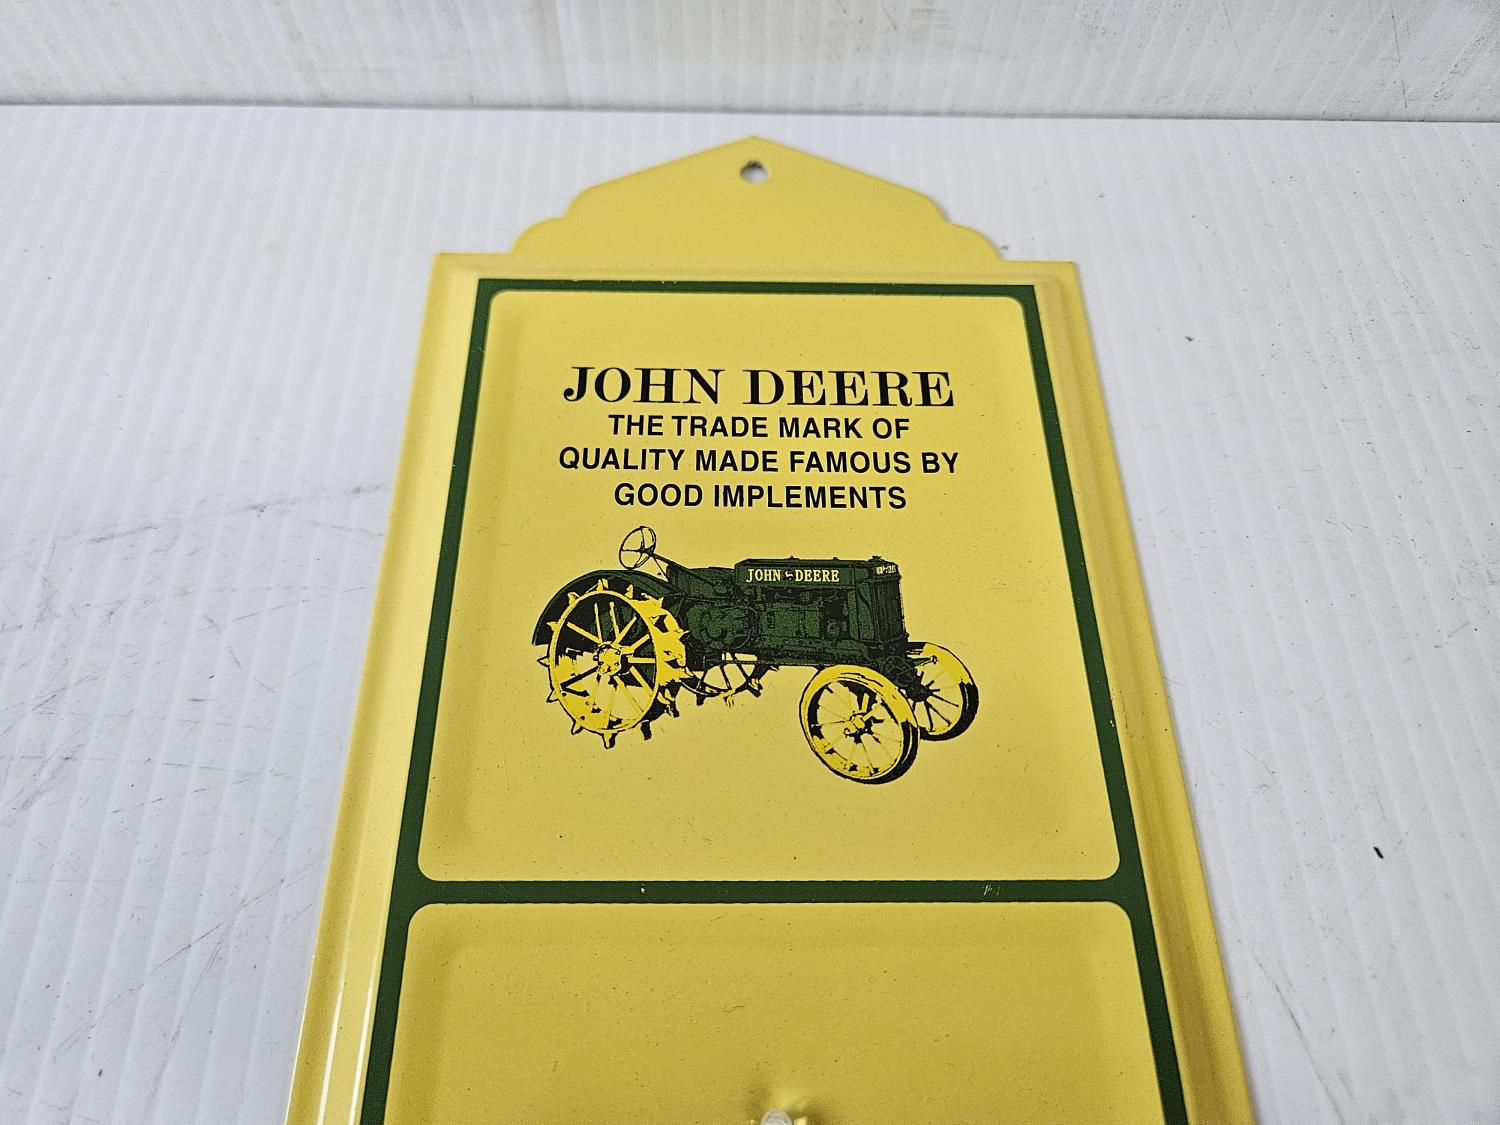 JOHN DEERE
THE TRADE MARK OF
QUALITY MADE FAMOUS BY
GOOD IMPLEMENTS
JOHN DEERE